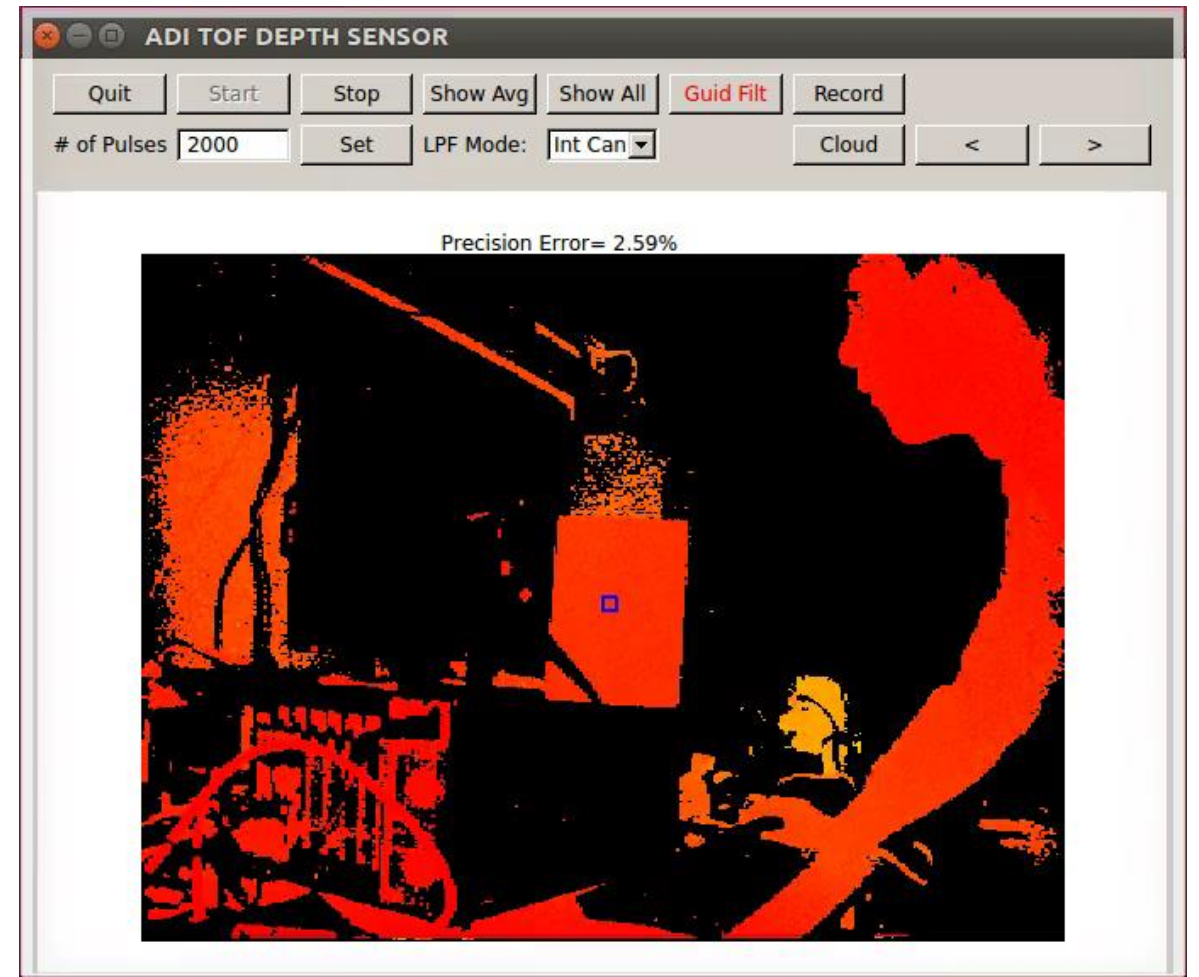 ADI TOF DEPTH SENSOR
Quit Start Stop Show Avg Show All Guid Filt Record
# of Pulses 2000 Set LPF Mode: Int Can Cloud < >
Precision Error= 2.59%